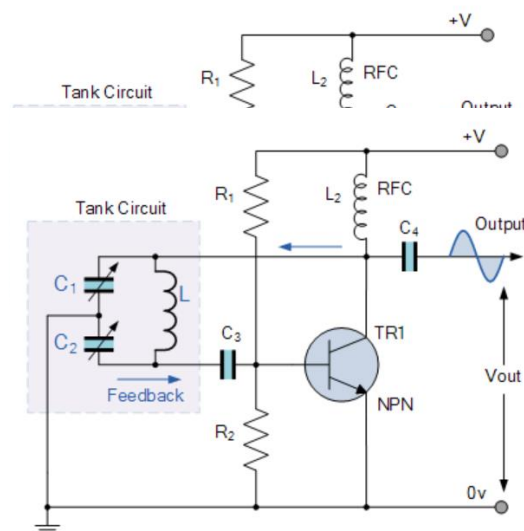 +V
R₁
L₂
RFC
Tank Circuit
Output
+V
R₁
L₂
RFC
Tank Circuit
C₄
Output
C₁
L
C₂
C₃
TR1
Vout
Feedback
NPN
R₂
0v